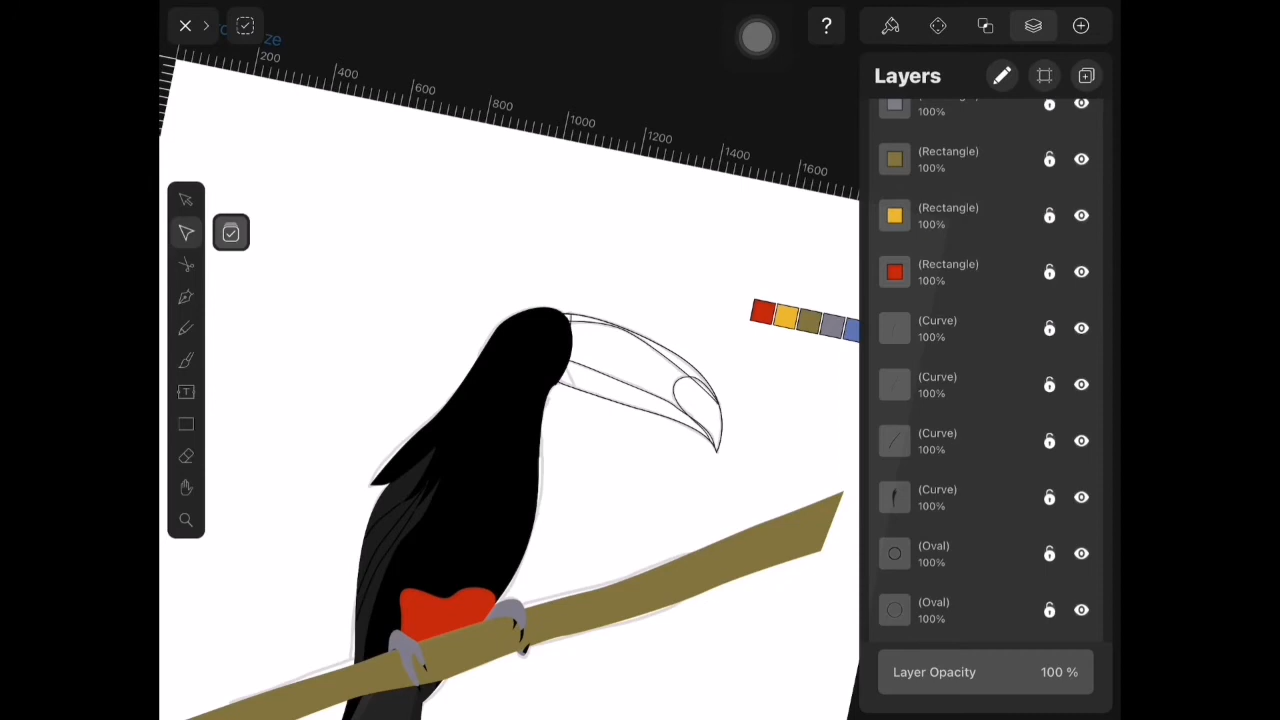 ze
200
400
600
800
1000
1200
1400
1600
?
Layers
100%
(Rectangle)
100%
(Rectangle)
100%
(Rectangle)
100%
(Curve)
100%
(Curve)
100%
(Curve)
100%
(Curve)
100%
(Oval)
100%
(Oval)
100%
T
Layer Opacity 100 %